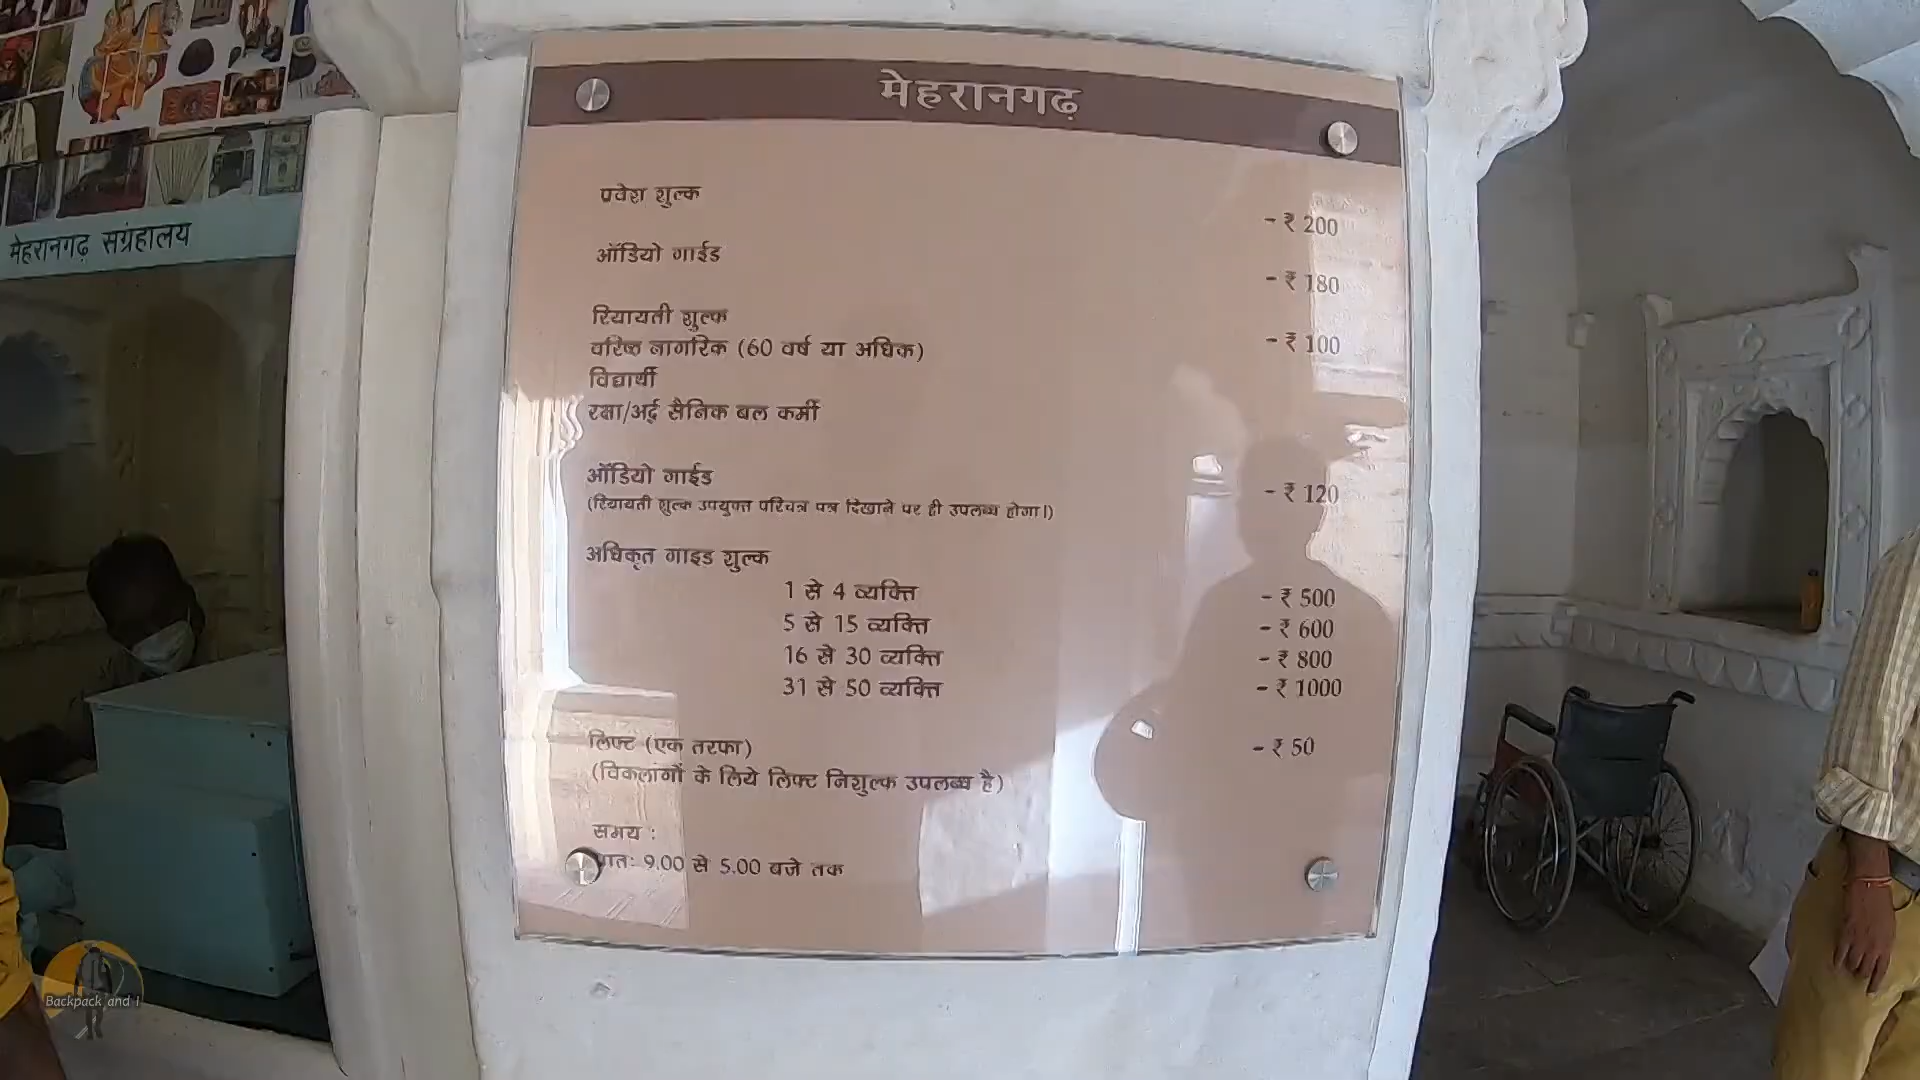 मेहरानगढ़ सग्रंहालय
मेहरानगढ़
प्रवेश शुल्क - ₹ 200
ऑडियो गाईड - ₹ 180
रियायती शुल्क
वरिष्ठ नागरिक (60 वर्ष या अधिक) - ₹ 100
विद्यार्थी
रक्षा/अर्द्ध सैनिक बल कर्मी
ऑडियो गाईड - ₹ 120
(रियायती शुल्क उपयुक्त परिचत्र पत्र दिखाने पर ही उपलब्ध होगा।)
अधिकृत गाइड शुल्क
1 से 4 व्यक्ति - ₹ 500
5 से 15 व्यक्ति - ₹ 600
16 से 30 व्यक्ति - ₹ 800
31 से 50 व्यक्ति - ₹ 1000
लिफ्ट (एक तरफा) - ₹ 50
(विकलांगों के लिये लिफ्ट निशुल्क उपलब्ध है)
समय :
प्रातः 9.00 से 5.00 बजे तक
Backpack and I